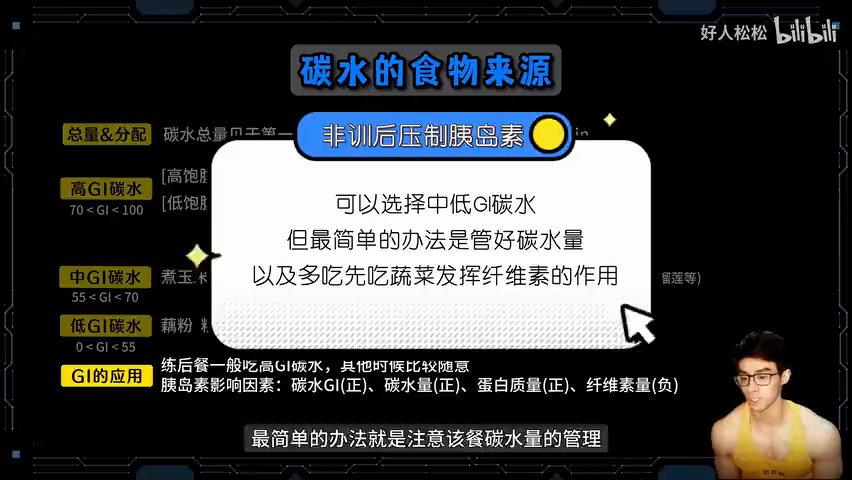 好人松松 bilibili
碳水的食物来源
非训后压制胰岛素
总量&分配 碳水总量见于第一
高GI碳水 [高饱腹
70 < GI < 100 [低饱腹
可以选择中低GI碳水
但最简单的办法是管好碳水量
以及多吃先吃蔬菜发挥纤维素的作用
中GI碳水 煮玉 榴莲等)
55 < GI < 70
低GI碳水 藕粉
0 < GI < 55
GI的应用 练后餐一般吃高GI碳水,其他时候比较随意
胰岛素影响因素:碳水GI(正)、碳水量(正)、蛋白质量(正)、纤维素量(负)
最简单的办法就是注意该餐碳水量的管理